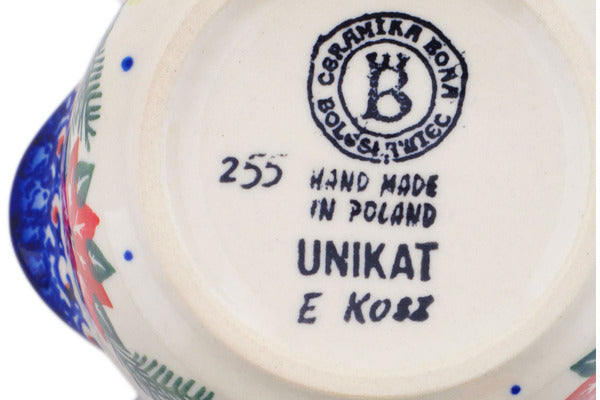 CERAMIKA BONA
B
BOLESŁAWIEC
255
HAND MADE
IN POLAND
UNIKAT
E Kosz